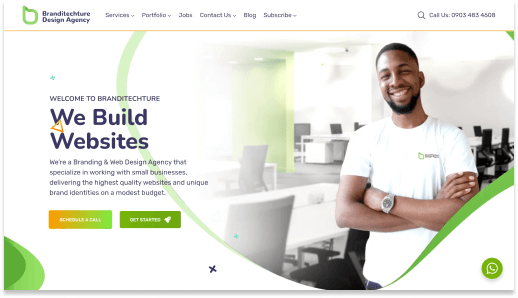 Branditechture
Design Agency
Services
Portfolio
Jobs
Contact Us
Blog
Subscribe
Call Us: 0903 483 4608
WELCOME TO BRANDITECHTURE
We Build
Websites
We're a Branding & Web Design Agency that
specialize in working with small businesses,
delivering the highest quality websites and unique
brand identities on a modest budget.
SCHEDULE A CALL
GET STARTED